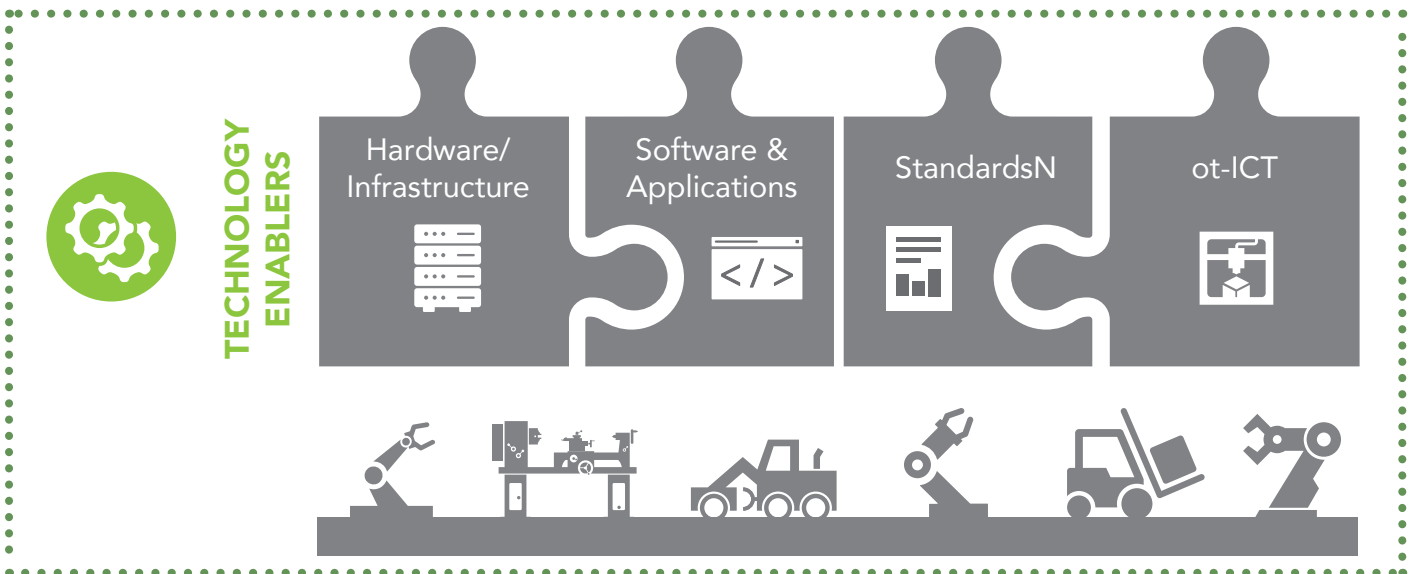 TECHNOLOGY
ENABLERS
Hardware/
Infrastructure
Software &
Applications
StandardsN
ot-ICT
</>